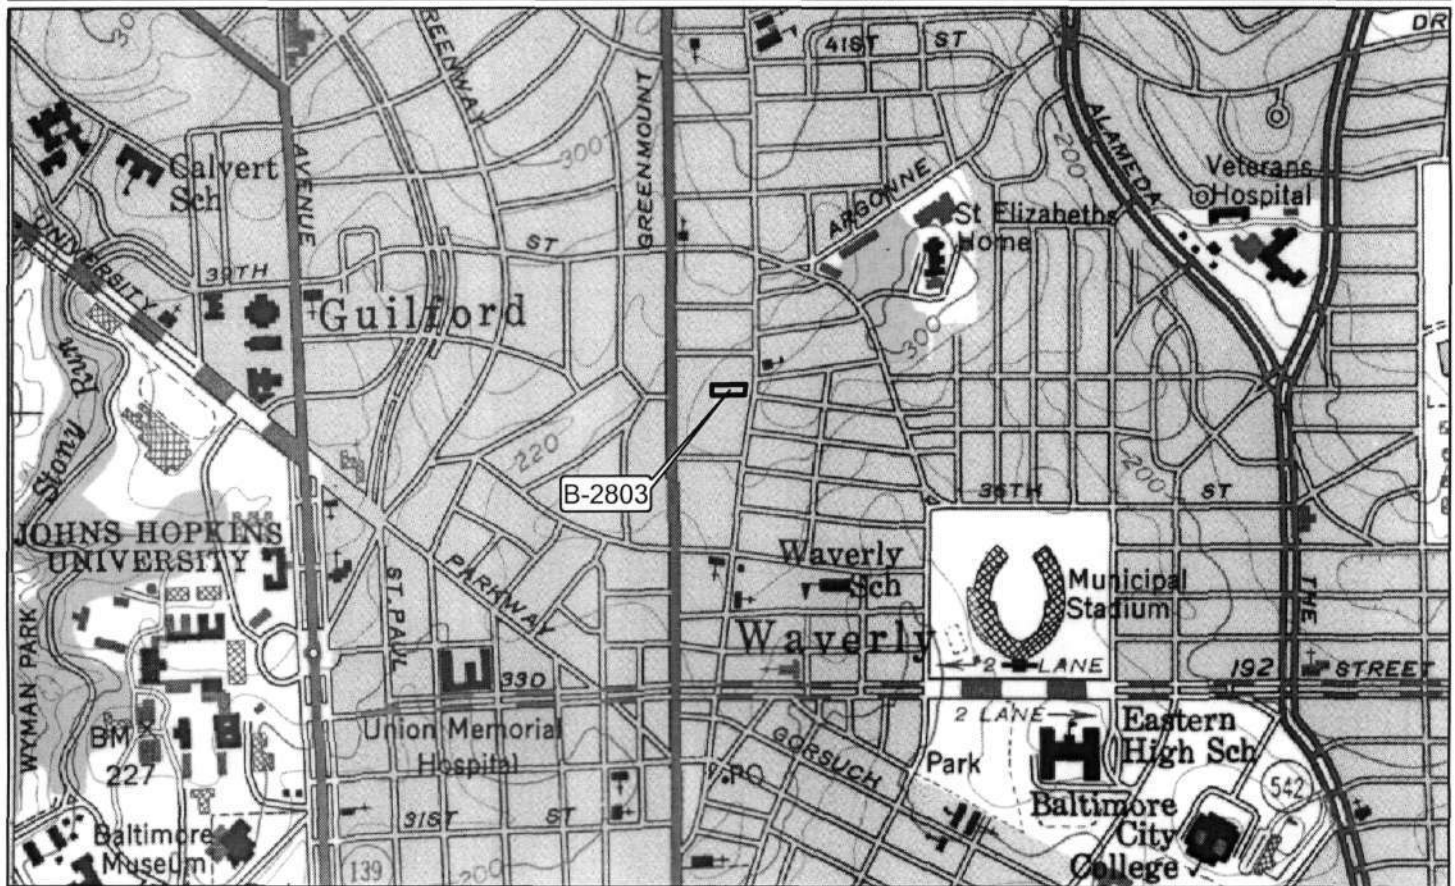 DR
41ST ST
REENWAY
300
GREENMOUNT
ALAMEDA
200
Calvert
Sch
AVENUE
300
Veterans
Hospital
ARGONNE
St Elizabeths
Home
UNIVERSITY
39TH
ST
Guilford
300
Stony Run
220
B-2803
200
36TH ST
JOHNS HOPKINS
UNIVERSITY
Waverly
Sch
Municipal
Stadium
THE
PARKWAY
ST. PAUL
WYMAN PARK
Waverly
2 LANE
192 STREET
33D
2 LANE
Union Memorial
Hospital
Eastern
High Sch
BM
227
GORSUCH
Park
PO
542
Baltimore
City
College
31ST ST
Baltimore
Museum
139
200